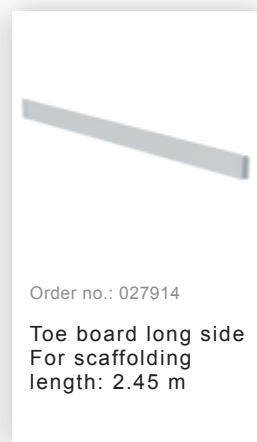 Order no.: 027914
Toe board long side
For scaffolding
length: 2.45 m